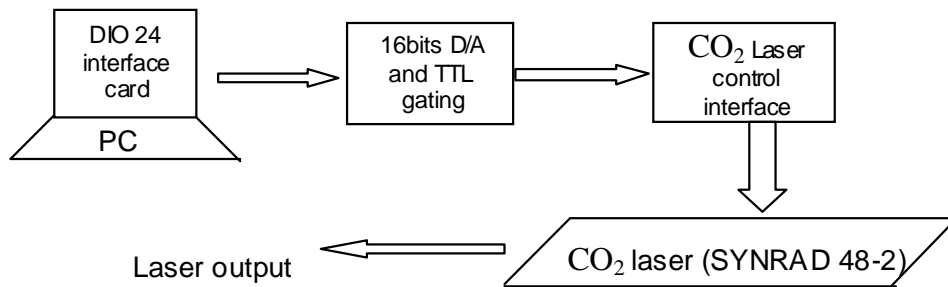 DIO 24
interface
card
PC
16bits D/A
and TTL
gating
CO₂ Laser
control
interface
CO₂ laser (SYNRAD 48-2)
Laser output